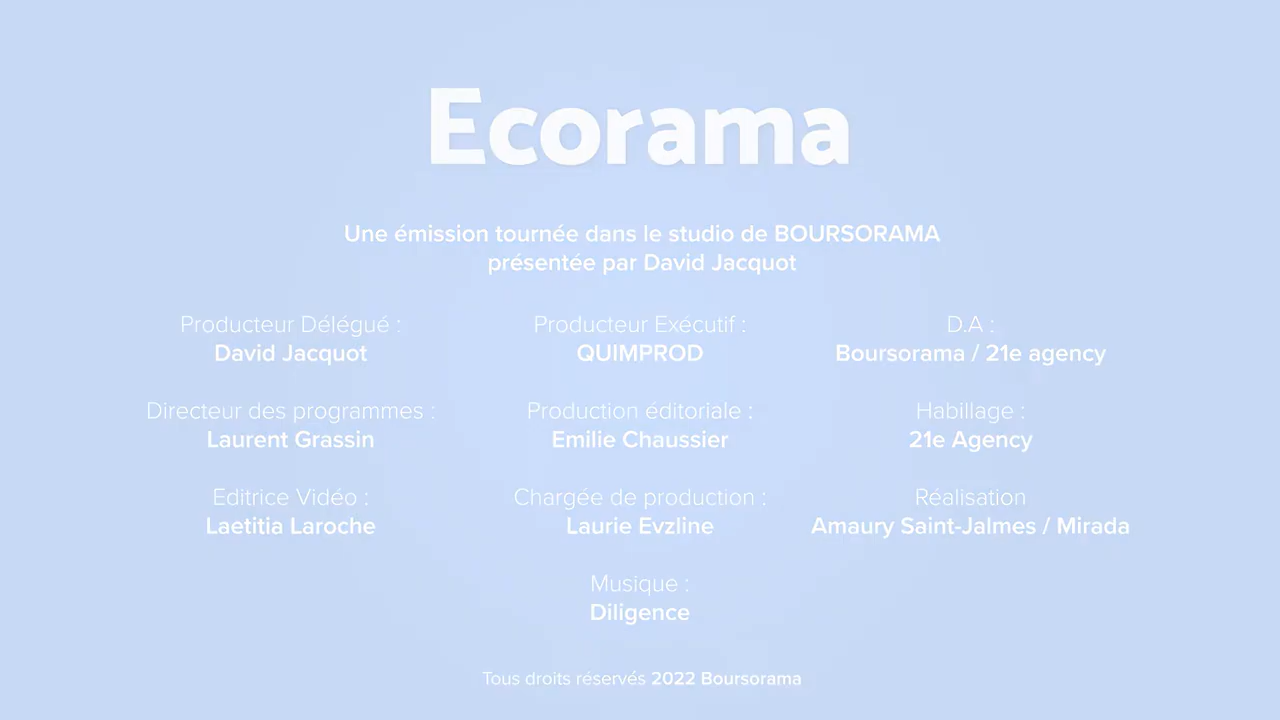 Ecorama
Une émission tournée dans le studio de BOURSORAMA
présentée par David Jacquot
Producteur Délégué :
David Jacquot
Producteur Exécutif :
QUIMPROD
D.A :
Boursorama / 21e agency
Directeur des programmes :
Laurent Grassin
Production éditoriale :
Emilie Chaussier
Habillage :
21e Agency
Editrice Vidéo :
Laetitia Laroche
Chargée de production :
Laurie Evzline
Réalisation
Amaury Saint-Jalmes / Mirada
Musique :
Diligence
Tous droits réservés 2022 Boursorama